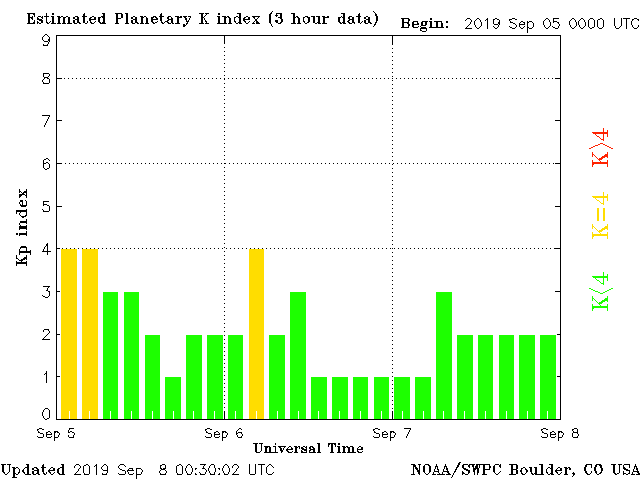 Estimated Planetary K index (3 hour data) Begin: 2019 Sep 05 0000 UTC
9
8
7
6
5
4
3
2
1
0
Kp index
K>4
K=4
K<4
Sep 5 Sep 6 Sep 7 Sep 8
Universal Time
Updated 2019 Sep 8 00:30:02 UTC NOAA/SWPC Boulder, CO USA